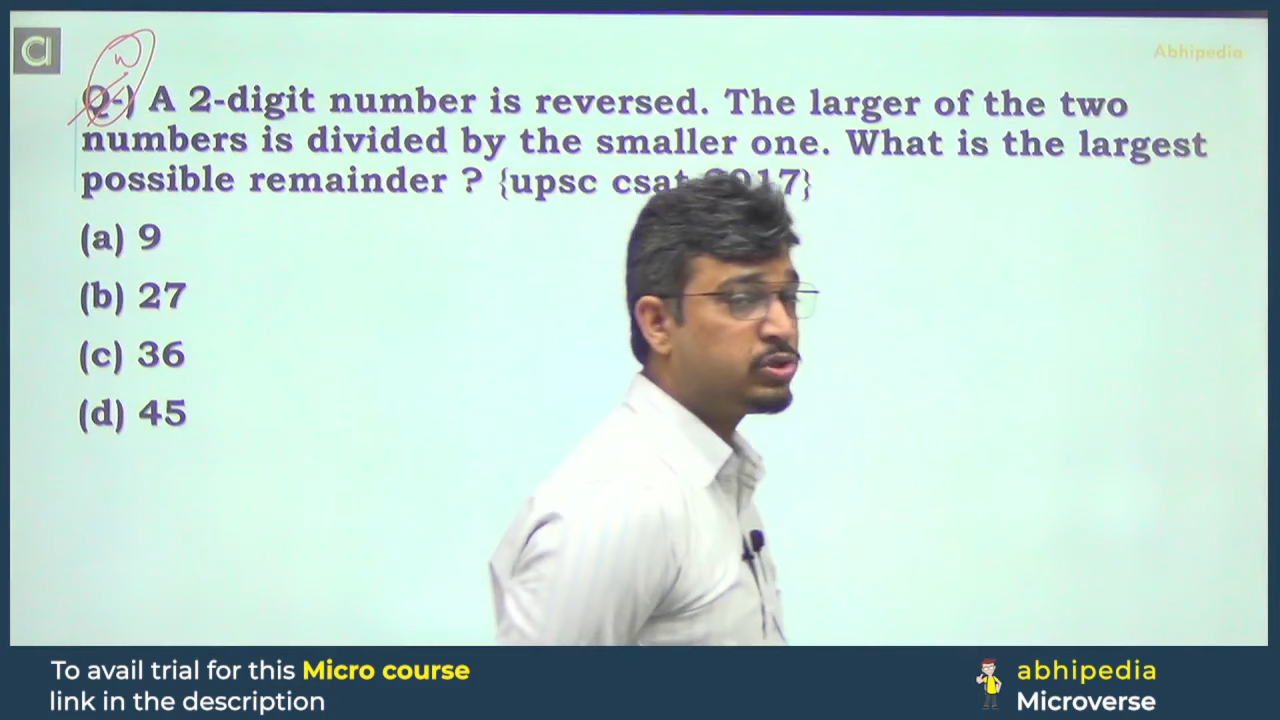 CI
Abhipedia
Q-) A 2-digit number is reversed. The larger of the two
numbers is divided by the smaller one. What is the largest
possible remainder ? {upsc csat 2017}
(a) 9
(b) 27
(c) 36
(d) 45
To avail trial for this Micro course
link in the description
abhipedia
Microverse